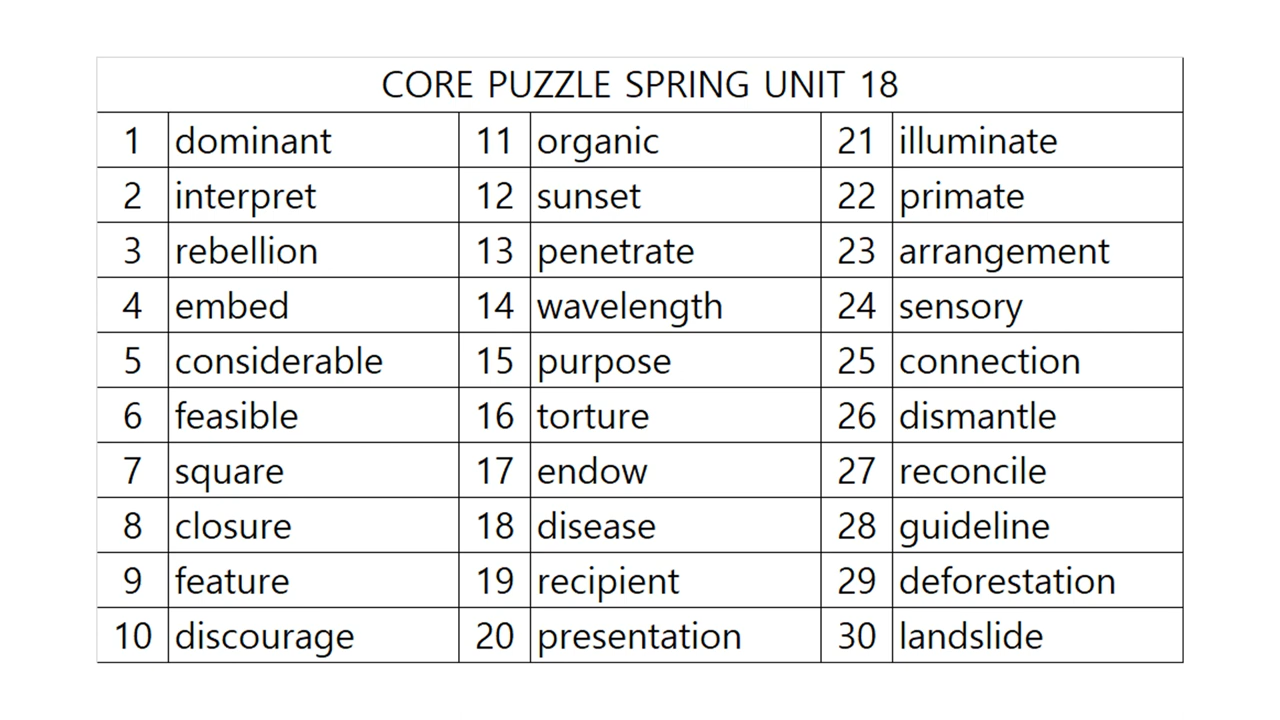 CORE PUZZLE SPRING UNIT 18
1 dominant 11 organic 21 illuminate
2 interpret 12 sunset 22 primate
3 rebellion 13 penetrate 23 arrangement
4 embed 14 wavelength 24 sensory
5 considerable 15 purpose 25 connection
6 feasible 16 torture 26 dismantle
7 square 17 endow 27 reconcile
8 closure 18 disease 28 guideline
9 feature 19 recipient 29 deforestation
10 discourage 20 presentation 30 landslide